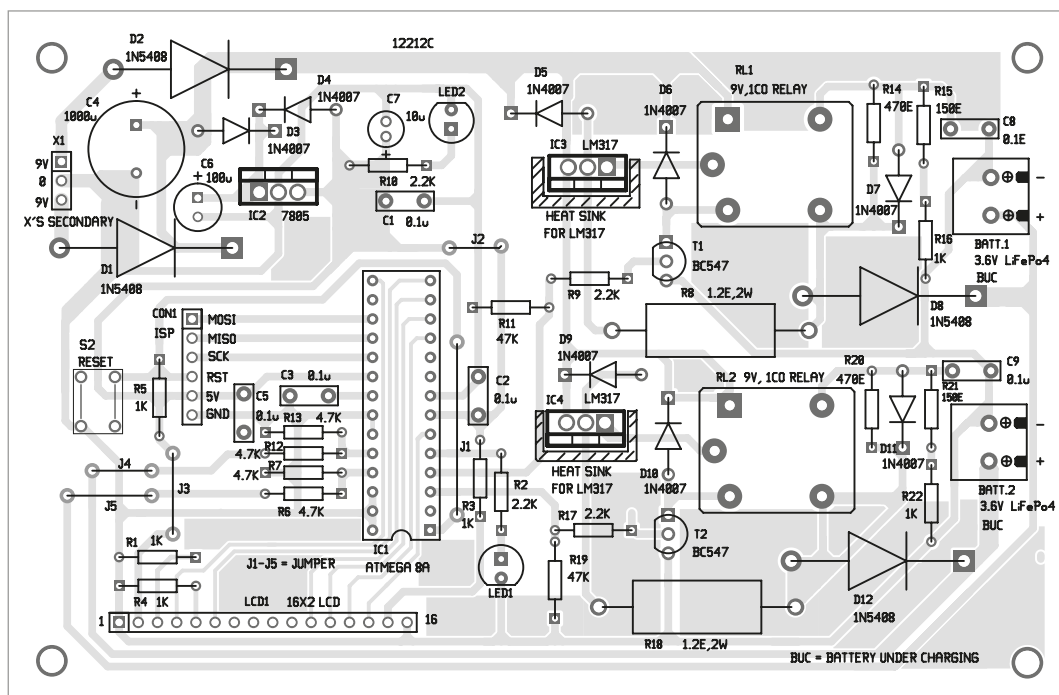 12212C
D2
1N5408
D4
1N4007
D3
1N4007
C4
1000u
+
−
X1
9V
0
9V
X'S SECONDARY
C6
+
100u
IC2 7805
C7
10u
+
LED2
R10 2.2K
C1 0.1u
D5
1N4007
IC3 LM317
HEAT SINK
FOR LM317
D6
1N4007
RL1
9V,1CO RELAY
R14
470E
R15
150E
C8
0.1E
D7
1N4007
R16
1K
−
+
BATT.1
3.6V LiFePo4
BUC
D1
1N5408
J2
T1
BC547
R9 2.2K
R8 1.2E,2W
D8
1N5408
R11
47K
CON1
ISP
MOSI
MISO
SCK
RST
5V
GND
S2
RESET
R5
1K
C3 0.1u
C5
0.1u
R13 4.7K
R12
4.7K
R7
4.7K
R6 4.7K
C2
0.1u
J1
D9
1N4007
IC4 LM317
HEAT SINK
FOR LM317
D10
1N4007
RL2 9V, 1CO RELAY
R20
470E
R21
150E
C9
0.1u
D11
1N4007
R22
1K
−
+
BATT.2
3.6V LiFePo4
BUC
J4
J5
J3
R3
1K
R2
2.2K
R17 2.2K
T2
BC547
R1 1K
R4 1K
J1-J5 = JUMPER
IC1
ATMEGA 8A
LED1
R19
47K
D12
1N5408
LCD1 16X2 LCD
1
16
R18 1.2E,2W
BUC = BATTERY UNDER CHARGING